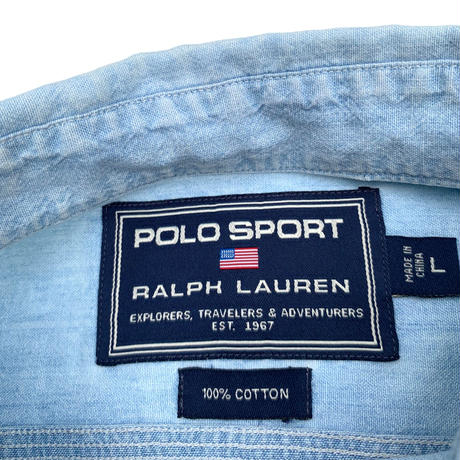 POLO SPORT
RALPH LAUREN
EXPLORERS, TRAVELERS & ADVENTURERS
EST. 1967
MADE IN
CHINA
L
100% COTTON